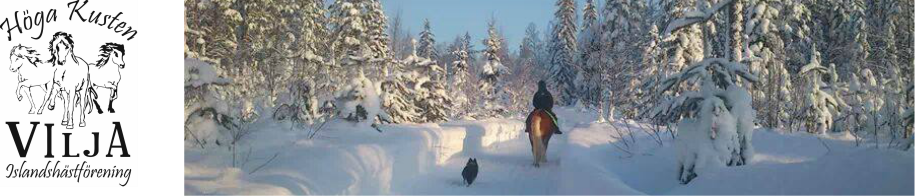 Höga Kusten
VILJA
Islandshästförening